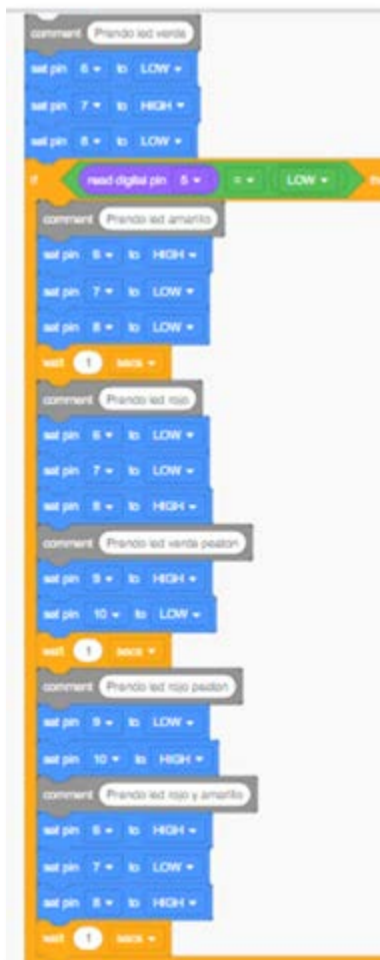 comment Prendo led verde
set pin 6 to LOW
set pin 7 to HIGH
set pin 8 to LOW
if read digital pin 5 = LOW
comment Prendo led amarillo
set pin 6 to HIGH
set pin 7 to LOW
set pin 8 to LOW
wait 1 secs
comment Prendo led rojo
set pin 6 to LOW
set pin 7 to LOW
set pin 8 to HIGH
comment Prendo led verde peaton
set pin 9 to HIGH
set pin 10 to LOW
wait 1 secs
comment Prendo led rojo peaton
set pin 9 to LOW
set pin 10 to HIGH
comment Prendo led rojo y amarillo
set pin 6 to HIGH
set pin 7 to LOW
set pin 8 to HIGH
wait 1 secs